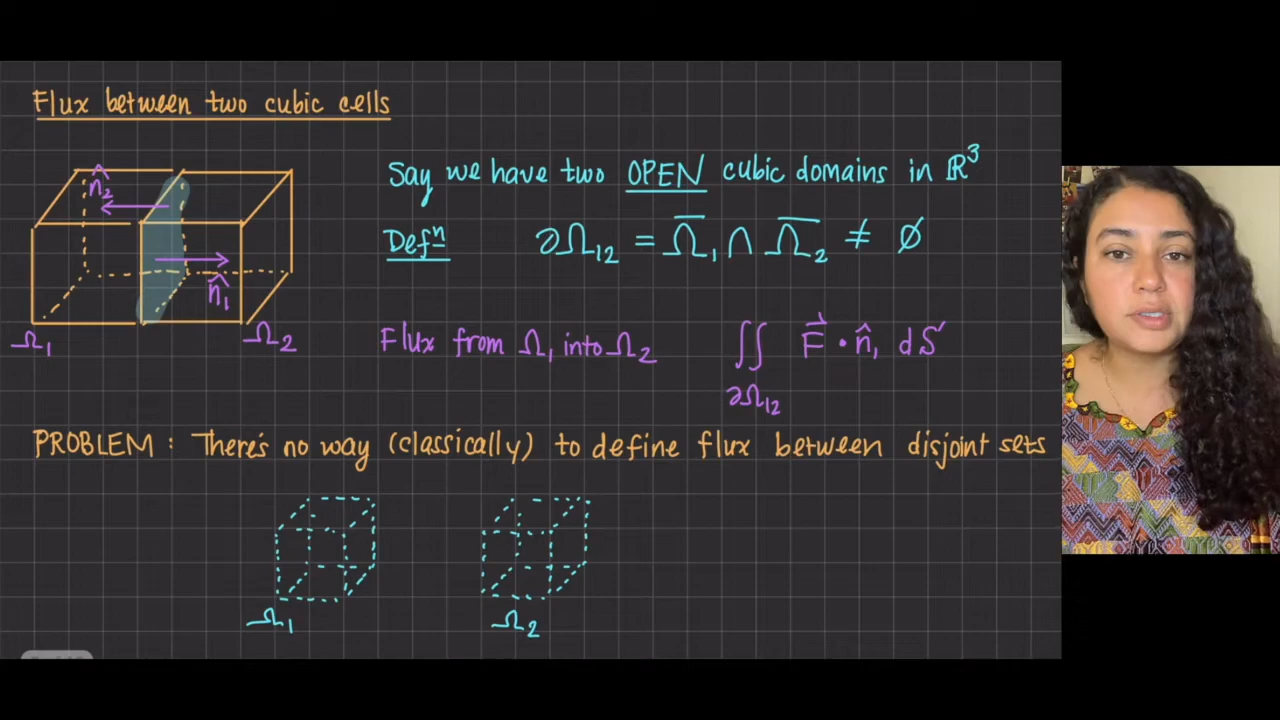 Flux between two cubic cells
n̂₂
n̂₁
Ω₁
Ω₂
Say we have two OPEN cubic domains in ℝ³
Defⁿ ∂Ω₁₂ = Ω̅₁ ∩ Ω̅₂ ≠ ∅
Flux from Ω₁ into Ω₂ ∬ F⃗ · n̂₁ dS
∂Ω₁₂
PROBLEM : There's no way (classically) to define flux between disjoint sets
Ω₁
Ω₂